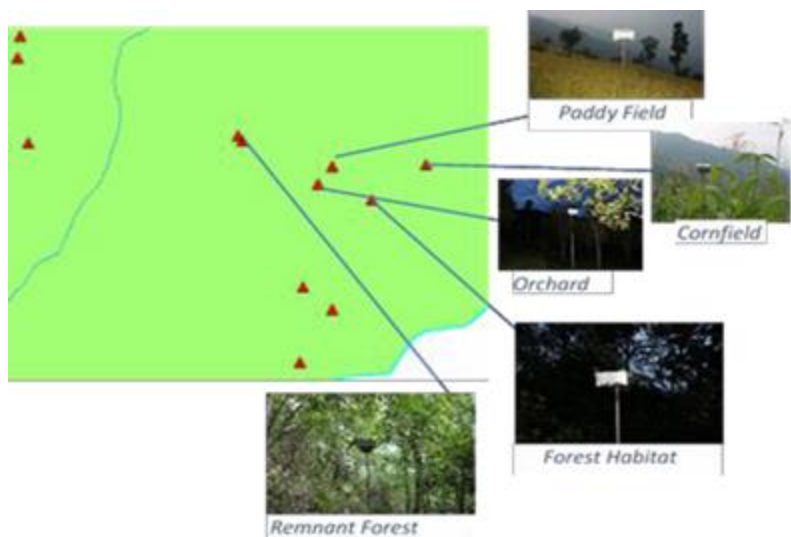 Paddy Field
Cornfield
Orchard
Forest Habitat
Remnant Forest